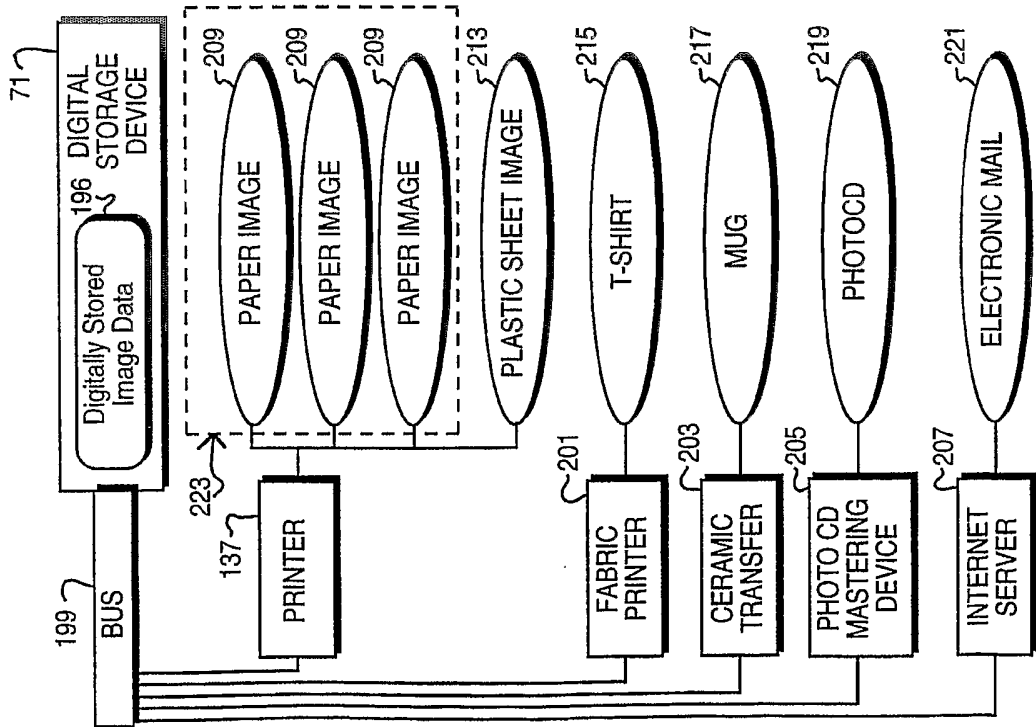 71
DIGITAL
STORAGE
DEVICE
196
Digitally Stored
Image Data
199
BUS
223
137
PRINTER
209
PAPER IMAGE
209
PAPER IMAGE
209
PAPER IMAGE
213
PLASTIC SHEET IMAGE
201
FABRIC
PRINTER
215
T-SHIRT
203
CERAMIC
TRANSFER
217
MUG
205
PHOTO CD
MASTERING
DEVICE
219
PHOTOCD
207
INTERNET
SERVER
221
ELECTRONIC MAIL